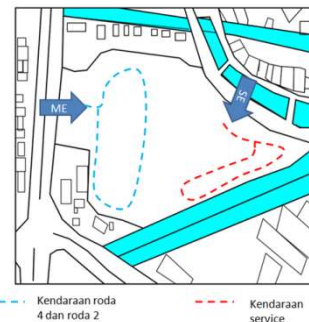 ME
SE
Kendaraan roda
4 dan roda 2
Kendaraan
service